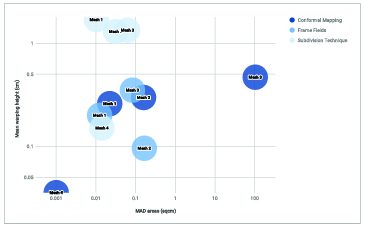 Conformal Mapping
Frame Fields
Subdivision Technique
Mean warping height (cm)
1
0.5
0.1
0.05
Mesh 1
Mesh
Mesh 3
Mesh 3
Mesh 3
Mesh 2
Mesh 1
Mesh 1
Mesh 4
Mesh 2
0.001
0.01
0.1
1
10
100
MAD areas (sqcm)